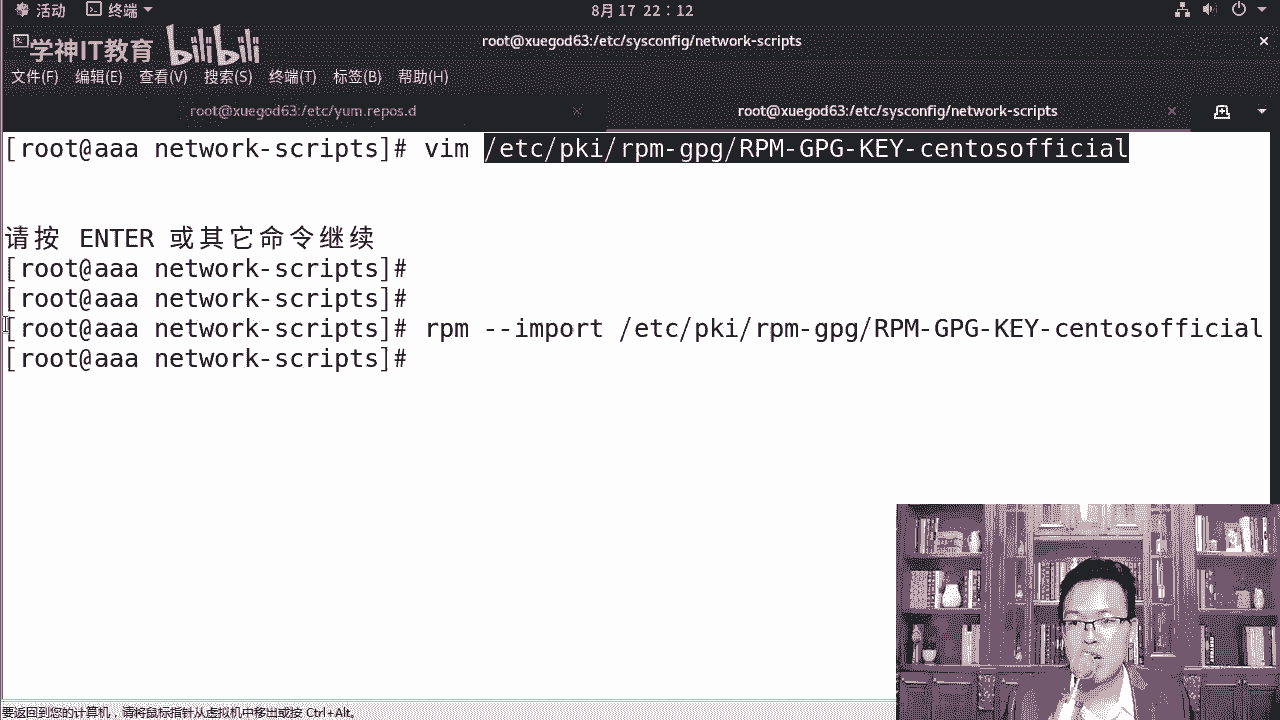 活动 终端 8月 17 22：12
学神IT教育 bilibili
root@xuegod63:/etc/sysconfig/network-scripts
文件(F) 编辑(E) 查看(V) 搜索(S) 终端(T) 标签(B) 帮助(H)
root@xuegod63:/etc/yum.repos.d
root@xuegod63:/etc/sysconfig/network-scripts
[root@aaa network-scripts]# vim /etc/pki/rpm-gpg/RPM-GPG-KEY-centosofficial
请按 ENTER 或其它命令继续
[root@aaa network-scripts]#
[root@aaa network-scripts]#
[root@aaa network-scripts]# rpm --import /etc/pki/rpm-gpg/RPM-GPG-KEY-centosofficial
[root@aaa network-scripts]#
要返回到您的计算机，请将鼠标指针从虚拟机中移出或按 Ctrl+Alt。